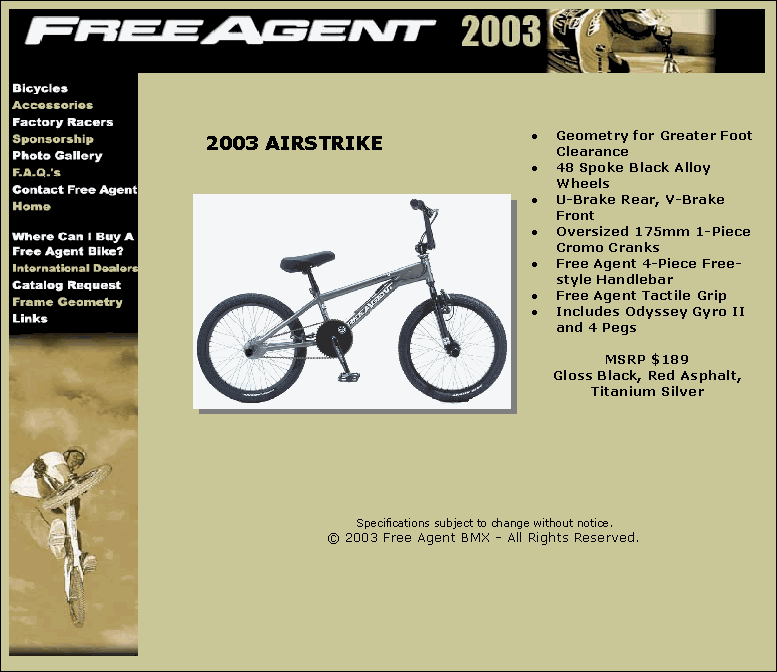 FREEAGENT 2003
Bicycles
Accessories
Factory Racers
Sponsorship
Photo Gallery
F.A.Q.'s
Contact Free Agent
Home
Where Can I Buy A
Free Agent Bike?
International Dealers
Catalog Request
Frame Geometry
Links
2003 AIRSTRIKE
FREEAGENT
• Geometry for Greater Foot
Clearance
• 48 Spoke Black Alloy
Wheels
• U-Brake Rear, V-Brake
Front
• Oversized 175mm 1-Piece
Cromo Cranks
• Free Agent 4-Piece Free-
style Handlebar
• Free Agent Tactile Grip
• Includes Odyssey Gyro II
and 4 Pegs
MSRP $189
Gloss Black, Red Asphalt,
Titanium Silver
Specifications subject to change without notice.
© 2003 Free Agent BMX - All Rights Reserved.